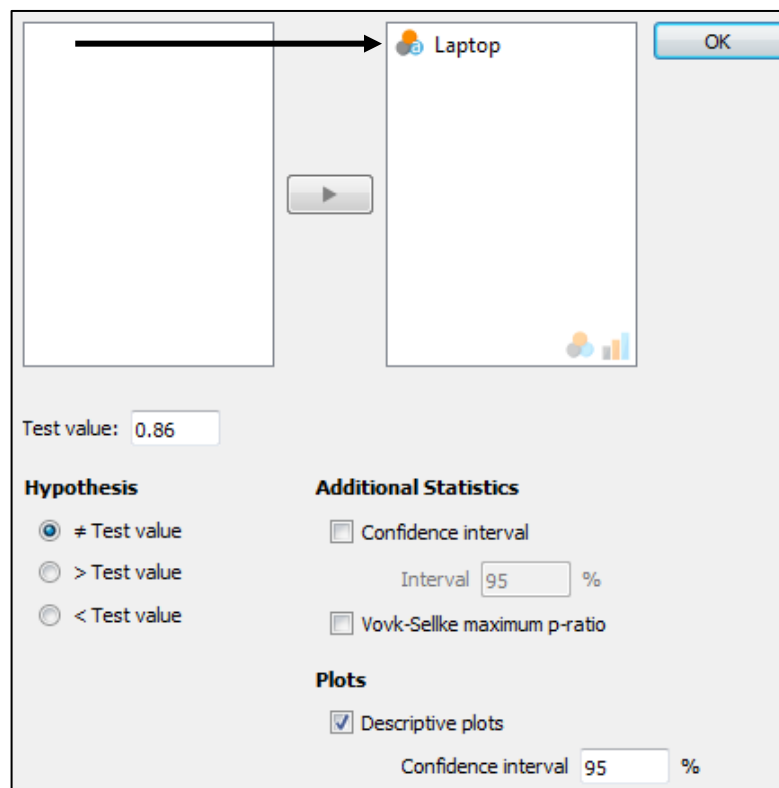 Laptop
OK
Test value: 0.86
Hypothesis
≠ Test value
> Test value
< Test value
Additional Statistics
Confidence interval
Interval 95 %
Vovk-Sellke maximum p-ratio
Plots
Descriptive plots
Confidence interval 95 %